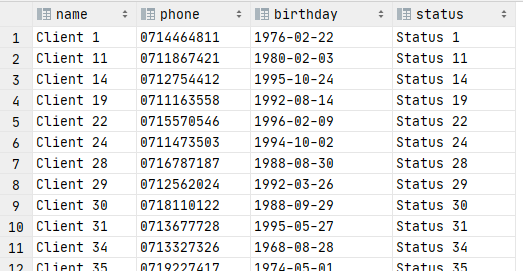 name phone birthday status
1 Client 1 0714464811 1976-02-22 Status 1
2 Client 11 0711867421 1980-02-03 Status 11
3 Client 14 0712754412 1995-10-24 Status 14
4 Client 19 0711163558 1992-08-14 Status 19
5 Client 22 0715570546 1996-02-09 Status 22
6 Client 24 0711473503 1994-10-02 Status 24
7 Client 28 0716787187 1988-08-30 Status 28
8 Client 29 0712562024 1992-03-26 Status 29
9 Client 30 0718110122 1988-09-29 Status 30
10 Client 31 0713677728 1995-05-27 Status 31
11 Client 34 0713327326 1968-08-28 Status 34
12 Client 35 0719227417 1974-05-01 Status 35